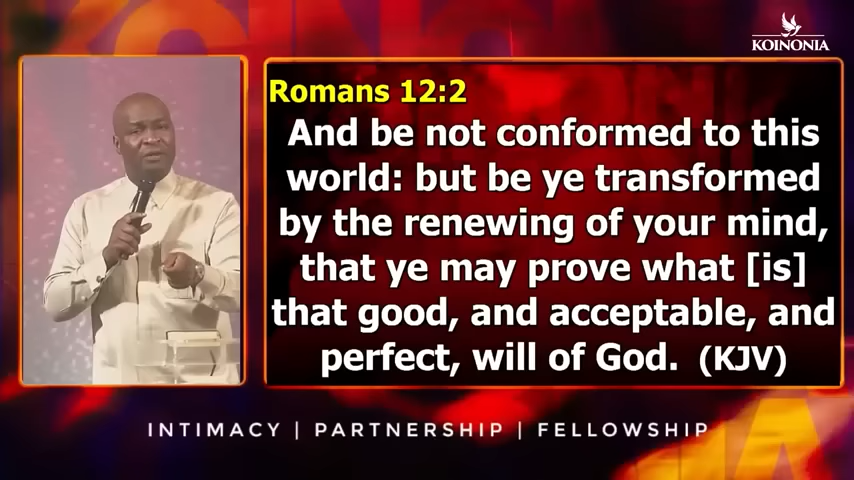 KOINONIA
Romans 12:2
And be not conformed to this
world: but be ye transformed
by the renewing of your mind,
that ye may prove what [is]
that good, and acceptable, and
perfect, will of God. (KJV)
INTIMACY | PARTNERSHIP | FELLOWSHIP